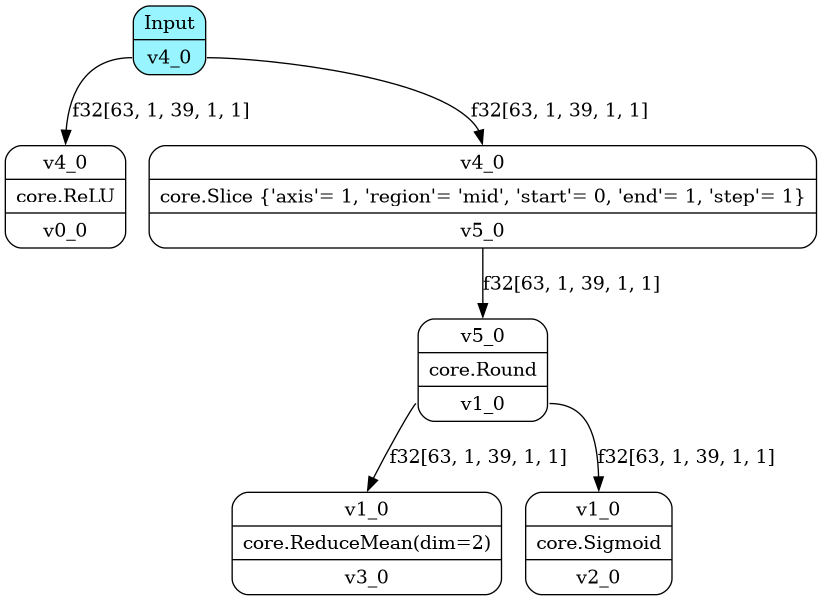 Input
v4_0
f32[63, 1, 39, 1, 1]
f32[63, 1, 39, 1, 1]
v4_0
core.ReLU
v0_0
v4_0
core.Slice {'axis'= 1, 'region'= 'mid', 'start'= 0, 'end'= 1, 'step'= 1}
v5_0
f32[63, 1, 39, 1, 1]
v5_0
core.Round
v1_0
f32[63, 1, 39, 1, 1]
f32[63, 1, 39, 1, 1]
v1_0
core.ReduceMean(dim=2)
v3_0
v1_0
core.Sigmoid
v2_0